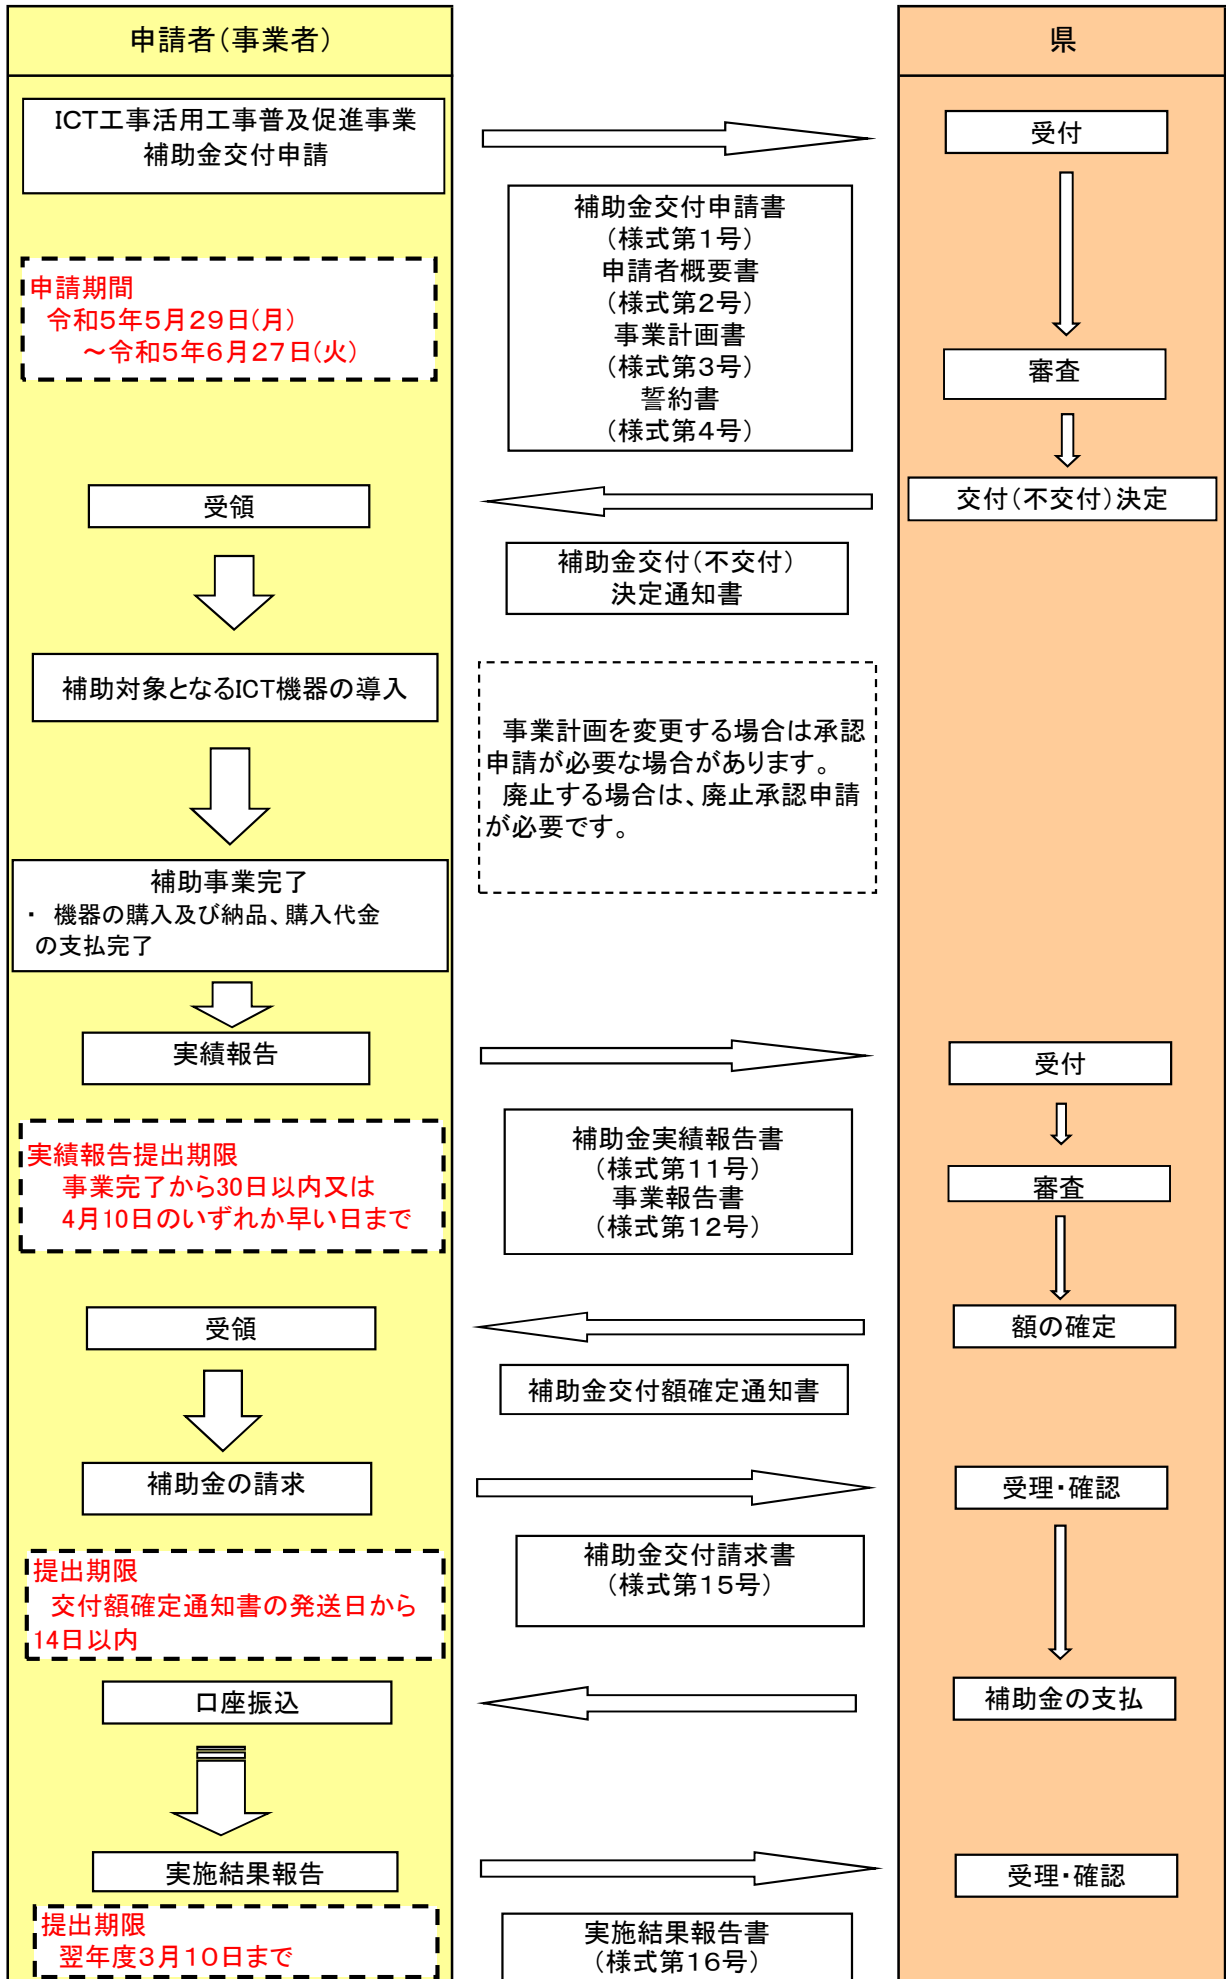 申請者（事業者）
県
ICT工事活用工事普及促進事業
補助金交付申請
受付
補助金交付申請書
（様式第１号）
申請者概要書
（様式第２号）
事業計画書
（様式第３号）
誓約書
（様式第４号）
申請期間
令和５年５月２９日(月)
～令和５年６月２７日(火)
審査
受領
交付（不交付）決定
補助金交付（不交付）
決定通知書
補助対象となるICT機器の導入
事業計画を変更する場合は承認
申請が必要な場合があります。
廃止する場合は、廃止承認申請
が必要です。
補助事業完了
・ 機器の購入及び納品、購入代金
の支払完了
実績報告
受付
補助金実績報告書
（様式第１１号）
事業報告書
（様式第１２号）
実績報告提出期限
事業完了から30日以内又は
4月10日のいずれか早い日まで
審査
受領
額の確定
補助金交付額確定通知書
補助金の請求
受理・確認
補助金交付請求書
（様式第１５号）
提出期限
交付額確定通知書の発送日から
14日以内
口座振込
補助金の支払
実施結果報告
受理・確認
提出期限
翌年度３月１０日まで
実施結果報告書
（様式第１６号）